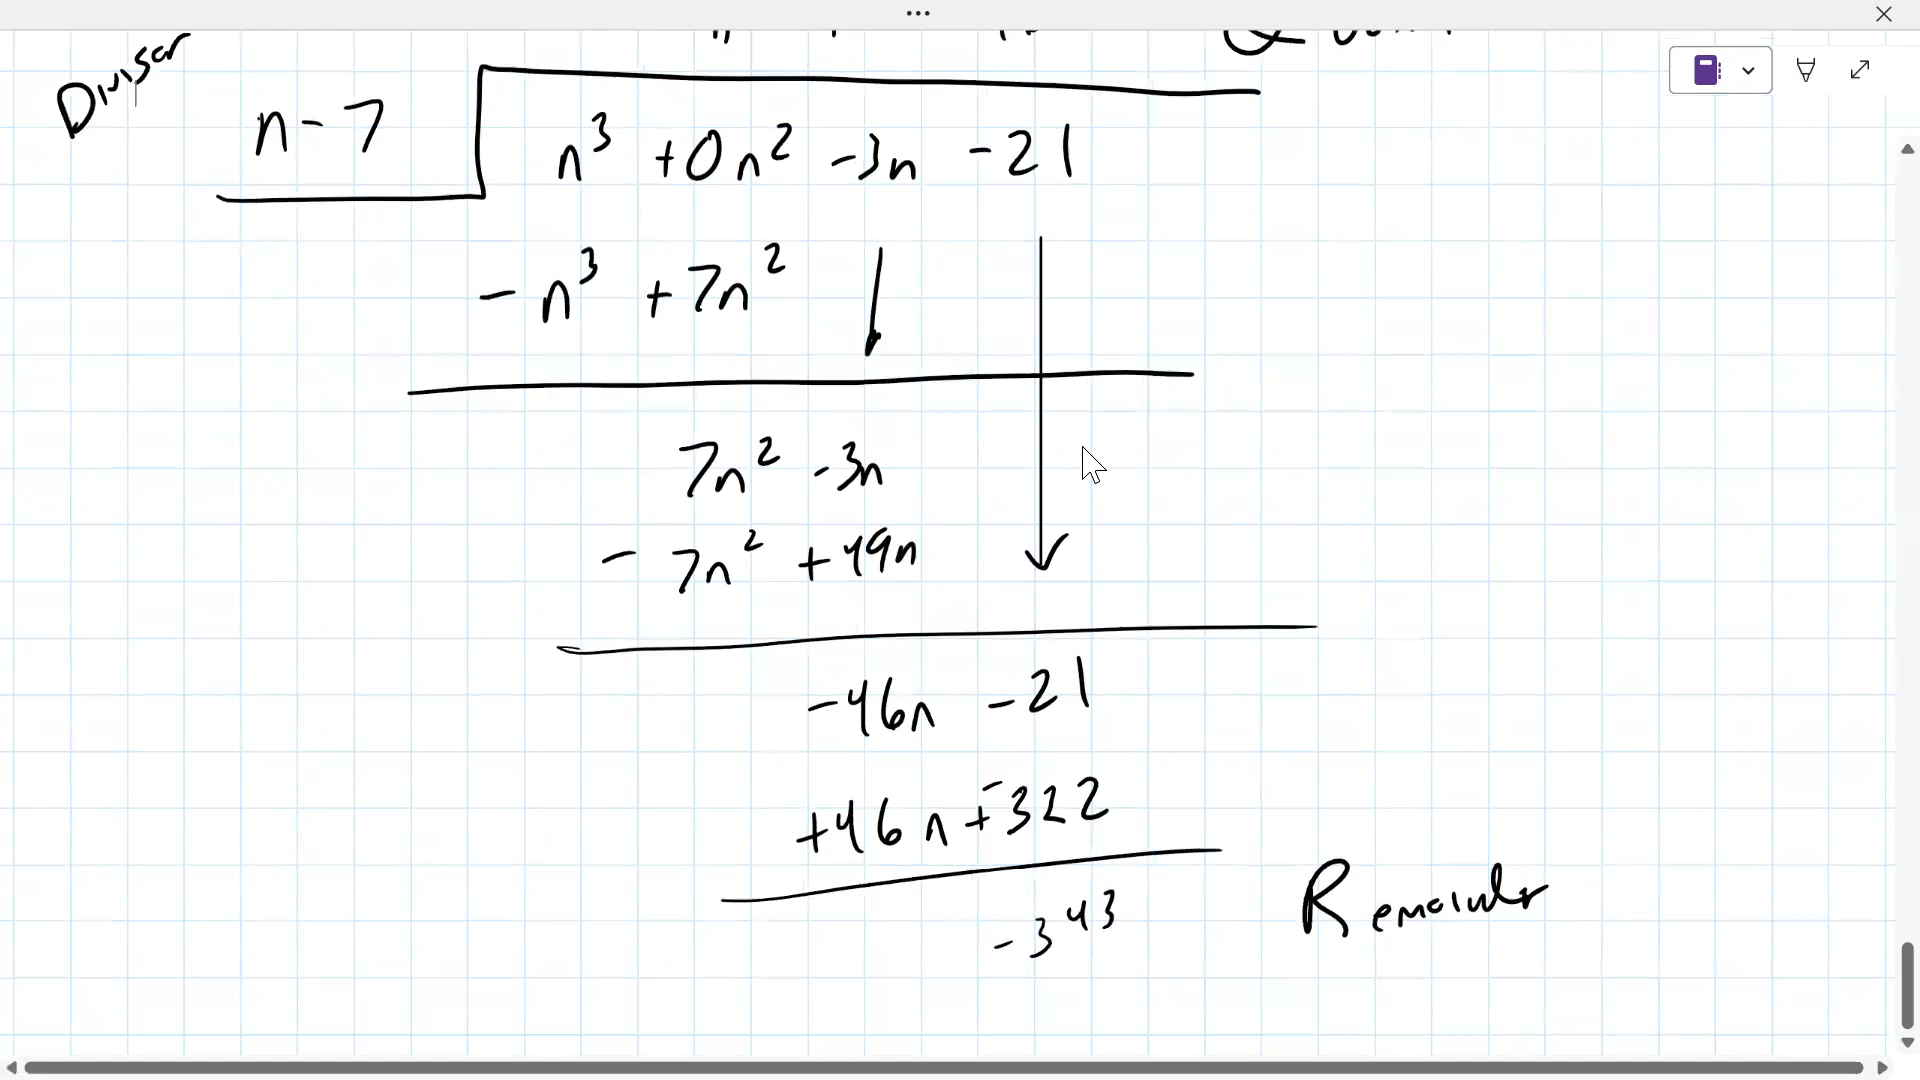 Divisor
n - 7
n³ +0n² -3n -21
- n³ +7n²
7n² -3n
- 7n² +49n
-46n -21
+46n +-322
-343
Remainder